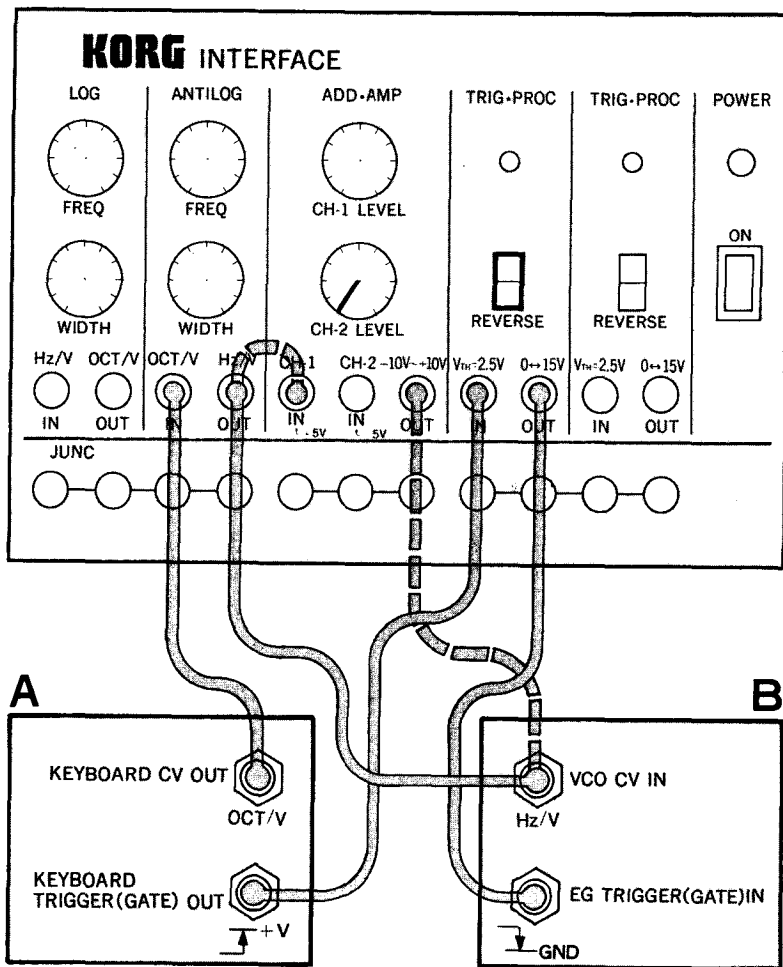 KORG INTERFACE
LOG ANTILOG ADD•AMP TRIG•PROC TRIG•PROC POWER
FREQ FREQ CH-1 LEVEL
ON
WIDTH WIDTH CH-2 LEVEL REVERSE REVERSE
Hz/V OCT/V OCT/V Hz/V CH-1 CH-2 -10V~+10V VTH=2.5V 0↔15V VTH=2.5V 0↔15V
IN OUT IN OUT IN IN OUT IN OUT IN OUT
5V 5V
JUNC
A B
KEYBOARD CV OUT VCO CV IN
OCT/V Hz/V
KEYBOARD
TRIGGER(GATE) OUT EG TRIGGER(GATE)IN
+V GND